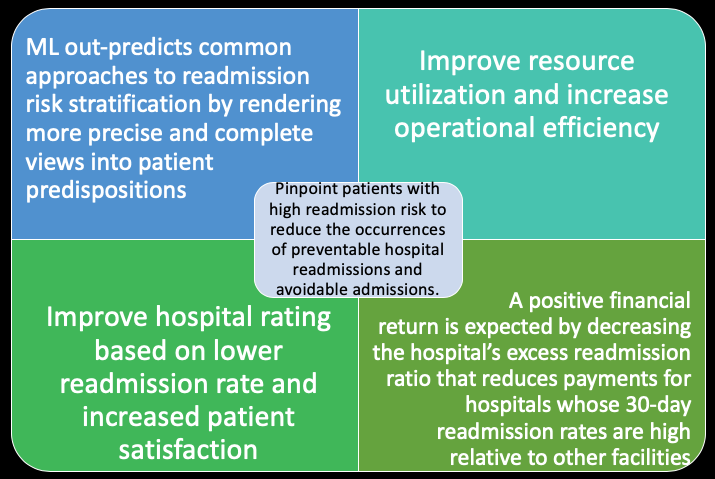 ML out-predicts common
approaches to readmission
risk stratification by rendering
more precise and complete
views into patient
predispositions
Improve resource
utilization and increase
operational efficiency
Pinpoint patients with
high readmission risk to
reduce the occurrences
of preventable hospital
readmissions and
avoidable admissions.
Improve hospital rating
based on lower
readmission rate and
increased patient
satisfaction
A positive financial
return is expected by decreasing
the hospital’s excess readmission
ratio that reduces payments for
hospitals whose 30-day
readmission rates are high
relative to other facilities